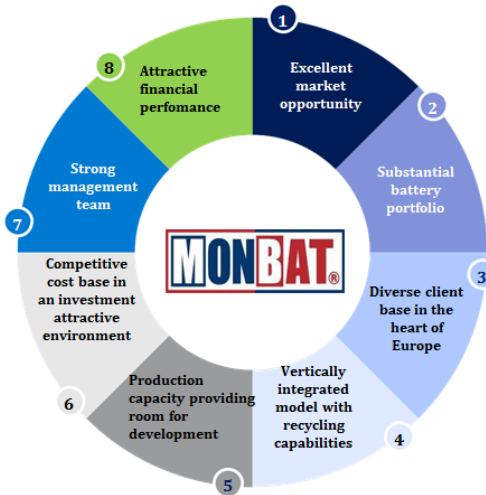 1
Excellent
market
opportunity
2
Substantial
battery
portfolio
3
Diverse client
base in the
heart of
Europe
4
Vertically
integrated
model with
recycling
capabilities
5
Production
capacity providing
room for
development
6
Competitive
cost base in
an investment
attractive
environment
7
Strong
management
team
8
Attractive
financial
perfomance
MONBAT®